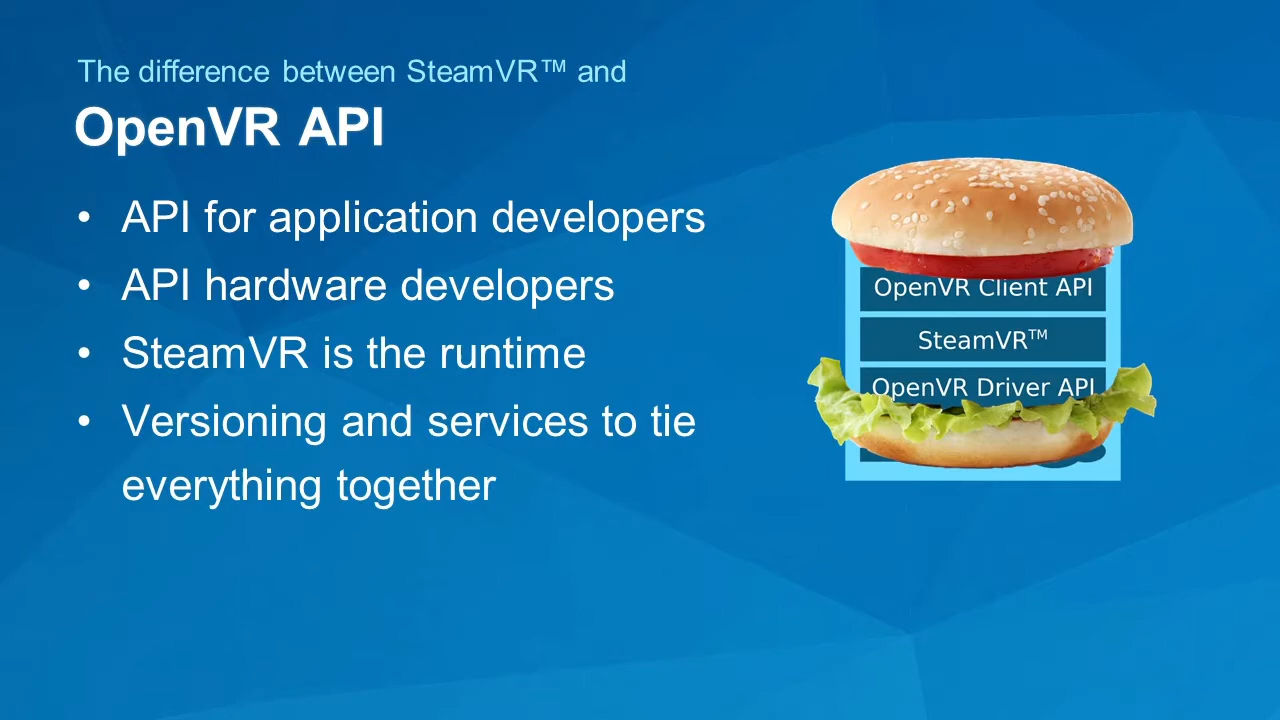 The difference between SteamVR™ and
OpenVR API
• API for application developers
• API hardware developers
• SteamVR is the runtime
• Versioning and services to tie
everything together
OpenVR Client API
SteamVR™
OpenVR Driver API